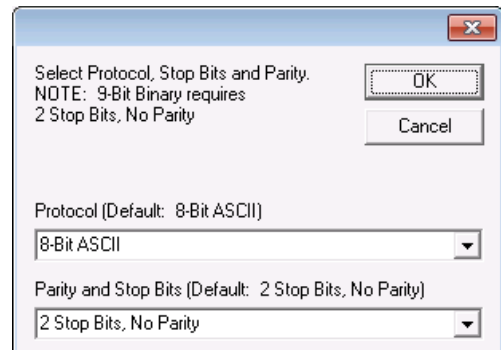 Select Protocol, Stop Bits and Parity.
NOTE:  9-Bit Binary requires
2 Stop Bits, No Parity
OK
Cancel
Protocol (Default:  8-Bit ASCII)
8-Bit ASCII
Parity and Stop Bits (Default:  2 Stop Bits, No Parity)
2 Stop Bits, No Parity